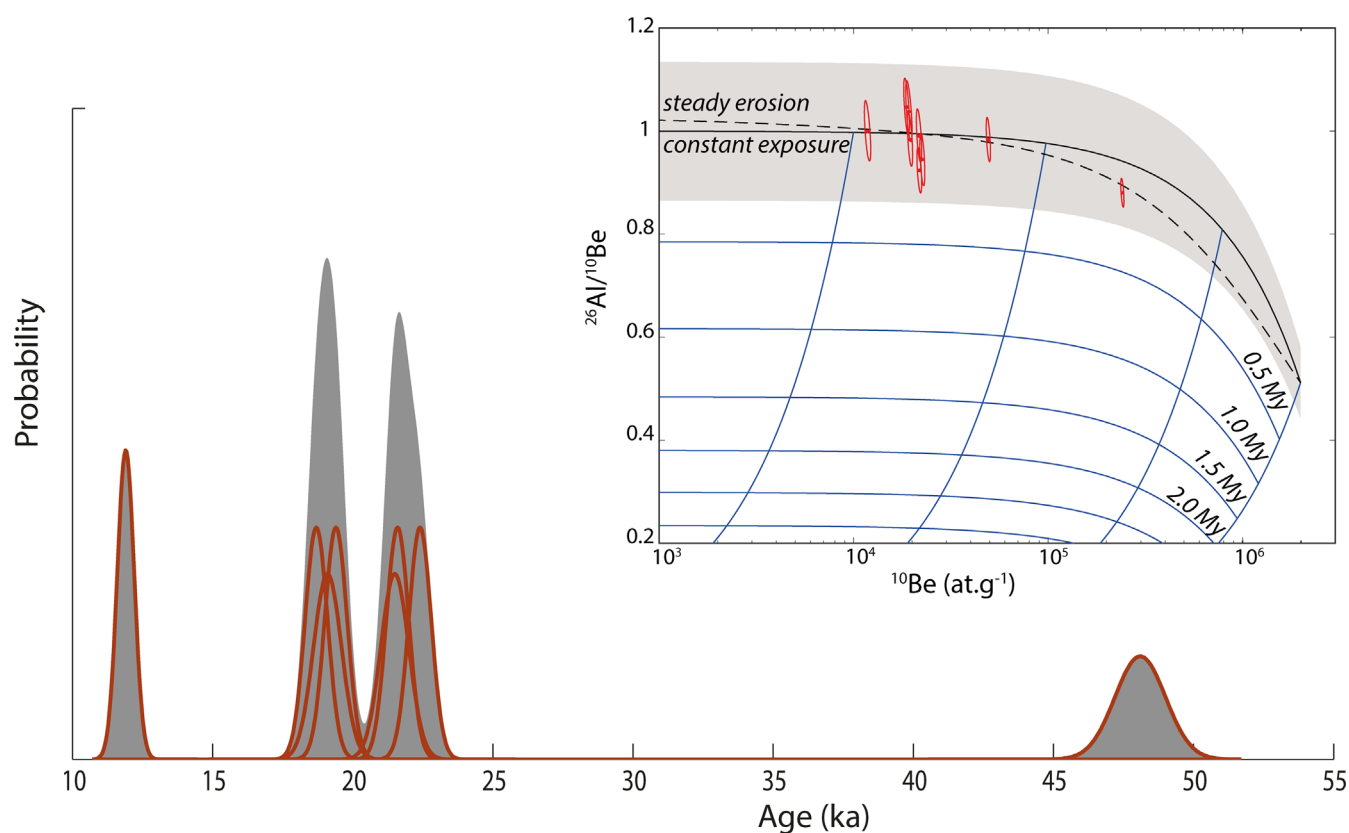 1.2
steady erosion
1
constant exposure
0.8
²⁶Al/¹⁰Be
0.6
0.4
0.2
0.5 My
1.0 My
1.5 My
2.0 My
10³
10⁴
10⁵
10⁶
¹⁰Be (at.g⁻¹)
Probability
10
15
20
25
30
35
40
45
50
55
Age (ka)